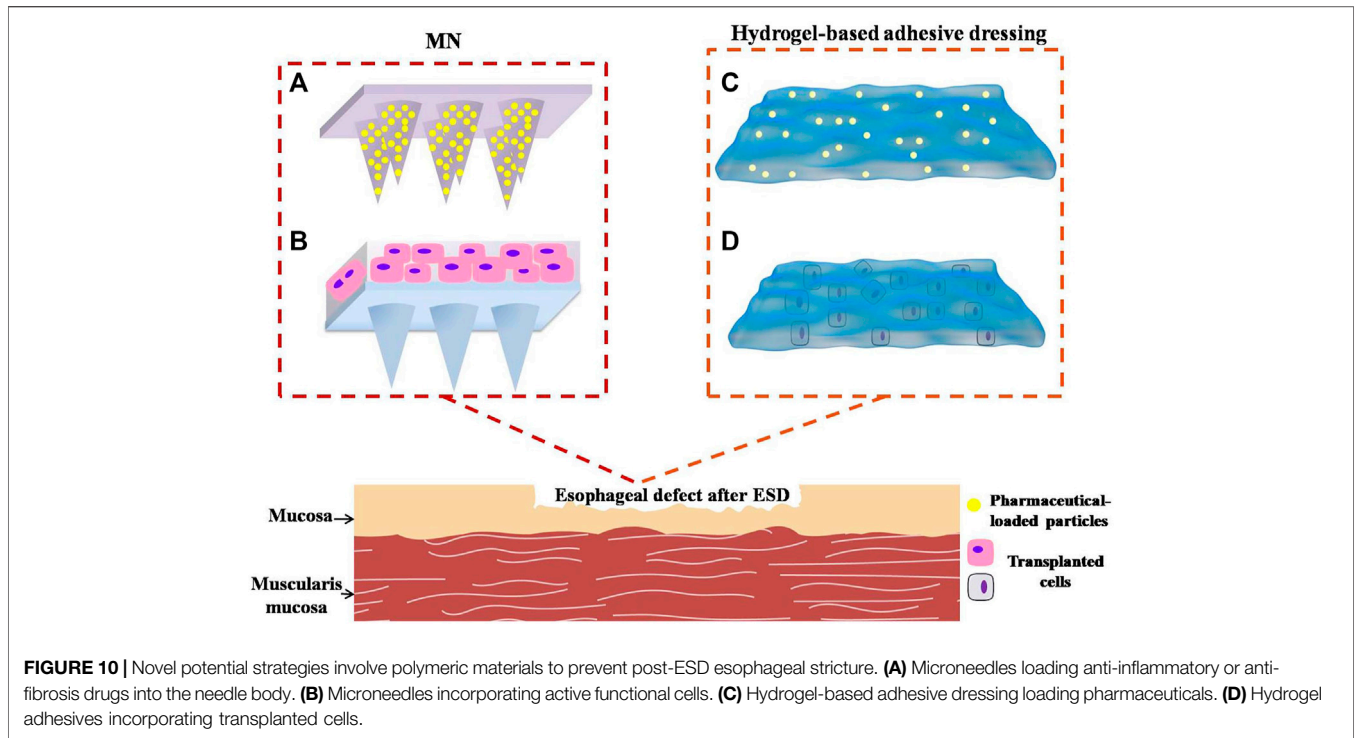 MN
Hydrogel-based adhesive dressing
A
C
B
D
Esophageal defect after ESD
Mucosa
Muscularis
mucosa
Pharmaceutical-
loaded particles
Transplanted
cells
FIGURE 10 | Novel potential strategies involve polymeric materials to prevent post-ESD esophageal stricture. (A) Microneedles loading anti-inflammatory or anti-
fibrosis drugs into the needle body. (B) Microneedles incorporating active functional cells. (C) Hydrogel-based adhesive dressing loading pharmaceuticals. (D) Hydrogel
adhesives incorporating transplanted cells.